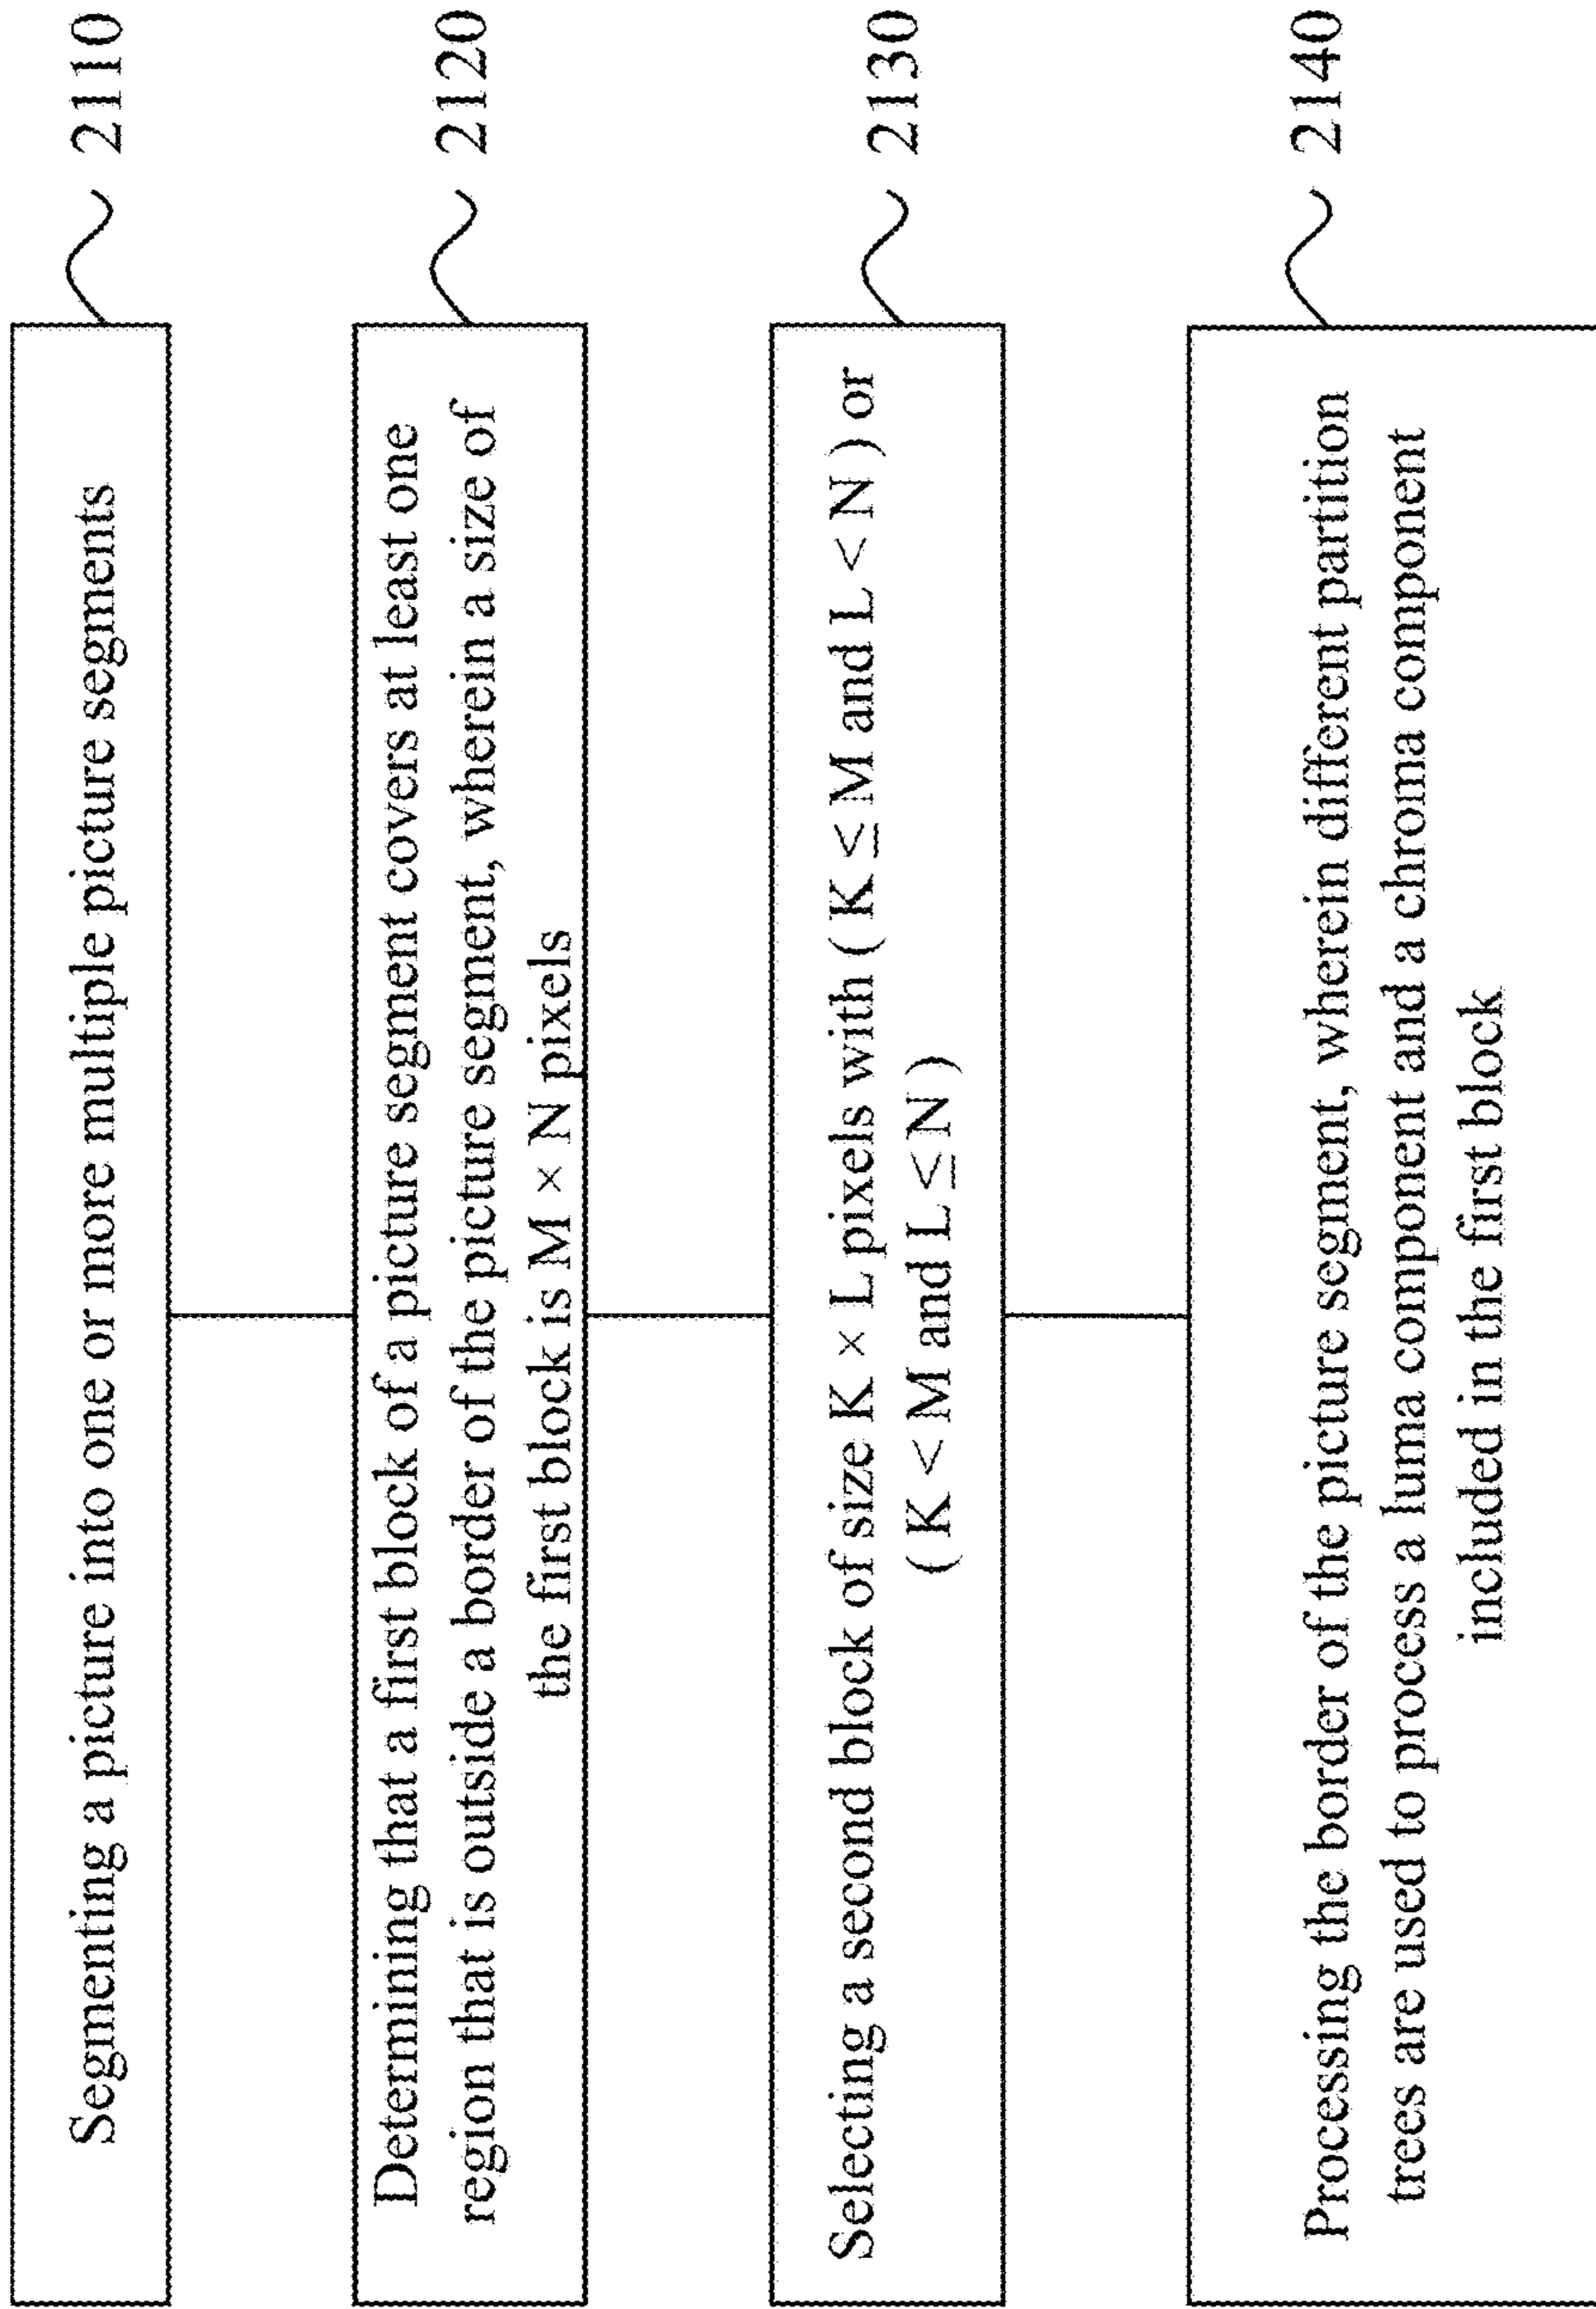 Segmenting a picture into one or more multiple picture segments
2110
Determining that a first block of a picture segment covers at least one
region that is outside a border of the picture segment, wherein a size of
the first block is M × N pixels
2120
Selecting a second block of size K × L pixels with ( K ≤ M and L < N ) or
( K < M and L ≤ N )
2130
Processing the border of the picture segment, wherein different partition
trees are used to process a luma component and a chroma component
included in the first block
2140